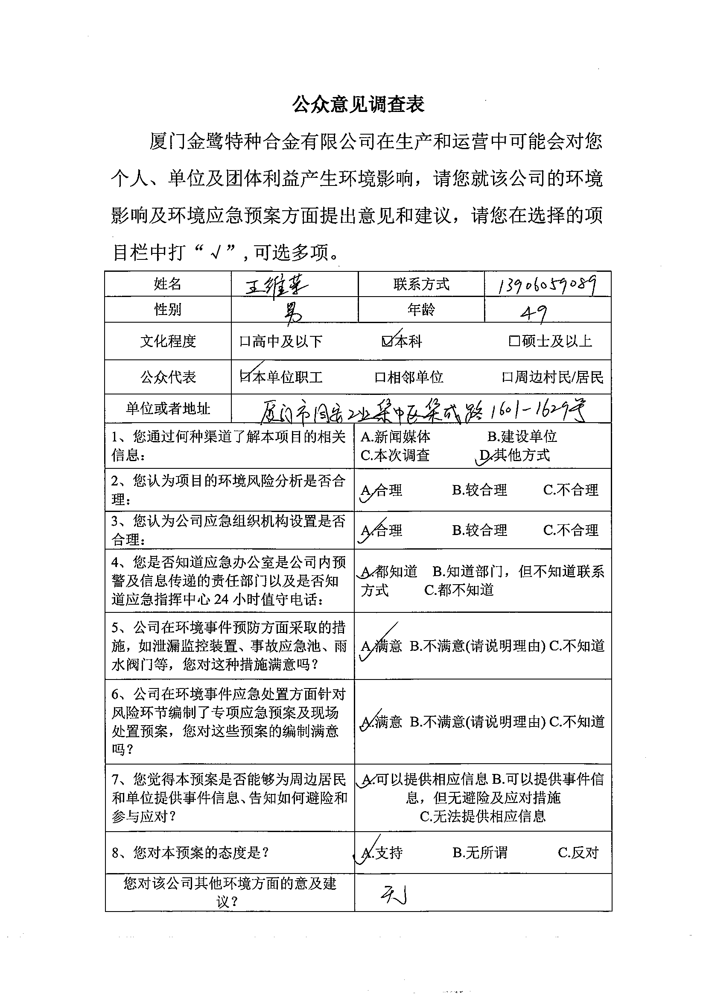 公众意见调查表
厦门金鹭特种合金有限公司在生产和运营中可能会对您
个人、单位及团体利益产生环境影响，请您就该公司的环境
影响及环境应急预案方面提出意见和建议，请您在选择的项
目栏中打“√”,可选多项。
姓名 王维荣 联系方式 13906059089
性别 男 年龄 49
文化程度 □高中及以下 ☑本科 □硕士及以上
公众代表 ☑本单位职工 □相邻单位 □周边村民/居民
单位或者地址 厦门市同安工业集中区集成路1601-1629号
1、您通过何种渠道了解本项目的相关 A.新闻媒体 B.建设单位
信息： C.本次调查 D.其他方式
2、您认为项目的环境风险分析是否合
理： A.合理 B.较合理 C.不合理
3、您认为公司应急组织机构设置是否
合理： A.合理 B.较合理 C.不合理
4、您是否知道应急办公室是公司内预
警及信息传递的责任部门以及是否知
道应急指挥中心 24 小时值守电话：
A.都知道 B.知道部门，但不知道联系
方式 C.都不知道
5、公司在环境事件预防方面采取的措
施，如泄漏监控装置、事故应急池、雨
水阀门等，您对这种措施满意吗？
A.满意 B.不满意(请说明理由) C.不知道
6、公司在环境事件应急处置方面针对
风险环节编制了专项应急预案及现场
处置预案，您对这些预案的编制满意
吗？
A.满意 B.不满意(请说明理由) C.不知道
7、您觉得本预案是否能够为周边居民
和单位提供事件信息、告知如何避险和
参与应对？
A.可以提供相应信息 B.可以提供事件信
息，但无避险及应对措施
C.无法提供相应信息
8、您对本预案的态度是？ A.支持 B.无所谓 C.反对
您对该公司其他环境方面的意及建
议？ 无